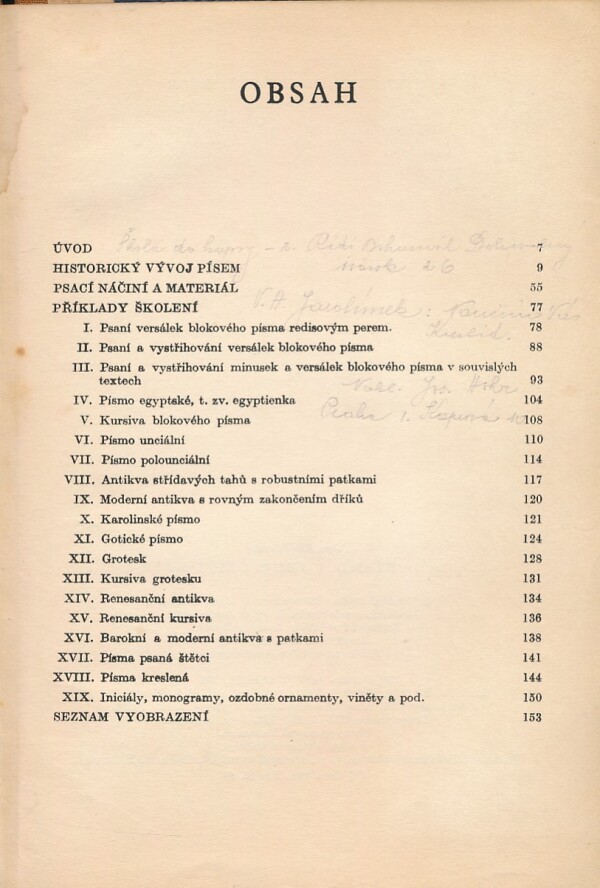 OBSAH
ÚVOD 7
HISTORICKÝ VÝVOJ PÍSEM 9
PSACÍ NÁČINÍ A MATERIÁL 55
PŘÍKLADY ŠKOLENÍ 77
I. Psaní versálek blokového písma redisovým perem. 78
II. Psaní a vystřihování versálek blokového písma 88
III. Psaní a vystřihování minusek a versálek blokového písma v souvislých
textech 93
IV. Písmo egyptské, t. zv. egyptienka 104
V. Kursiva blokového písma 108
VI. Písmo unciální 110
VII. Písmo polounciální 114
VIII. Antikva střídavých tahů s robustními patkami 117
IX. Moderní antikva s rovným zakončením dříků 120
X. Karolinské písmo 121
XI. Gotické písmo 124
XII. Grotesk 128
XIII. Kursiva grotesku 131
XIV. Renesanční antikva 134
XV. Renesanční kursiva 136
XVI. Barokní a moderní antikva s patkami 138
XVII. Písma psaná štětci 141
XVIII. Písma kreslená 144
XIX. Iniciály, monogramy, ozdobné ornamenty, viněty a pod. 150
SEZNAM VYOBRAZENÍ 153